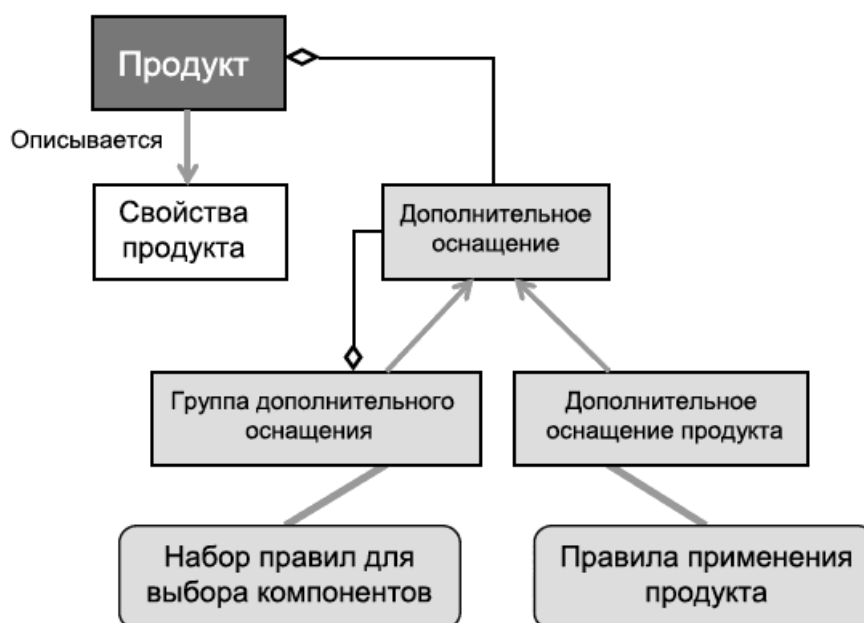 Продукт
Описывается
Свойства
продукта
Дополнительное
оснащение
Группа дополнительного
оснащения
Дополнительное
оснащение продукта
Набор правил для
выбора компонентов
Правила применения
продукта